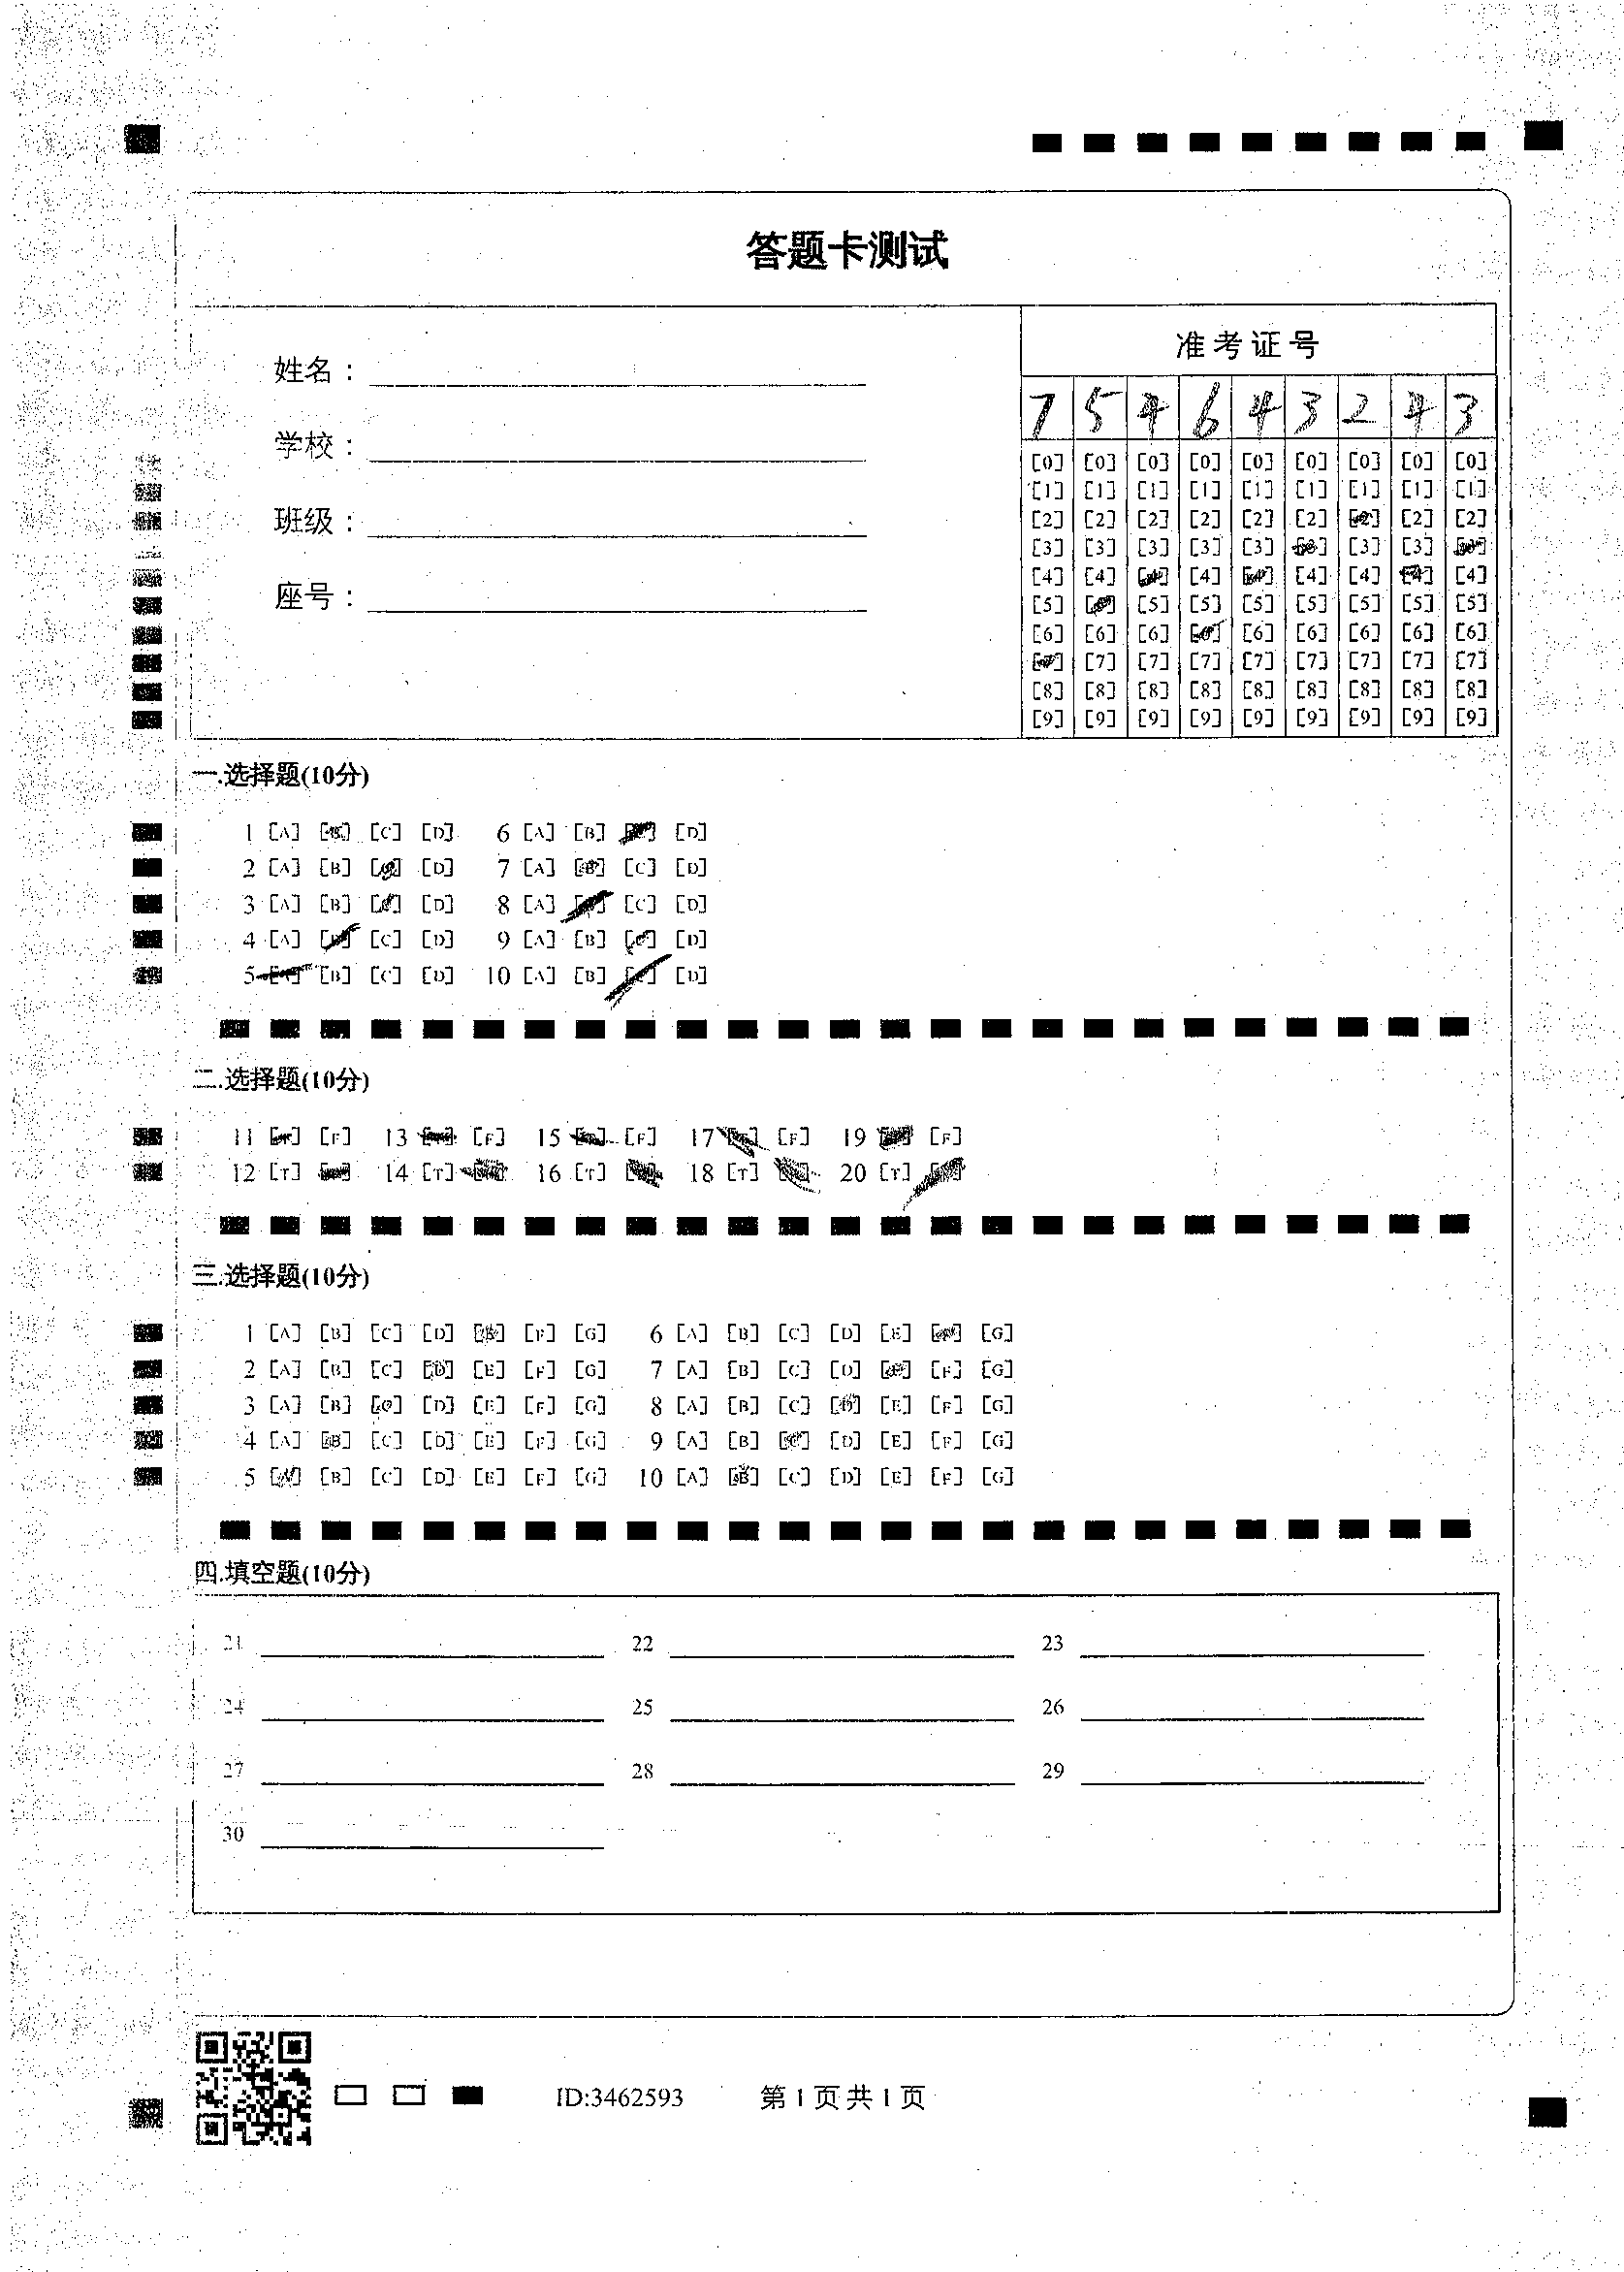 答题卡测试
姓名：
学校：
班级：
座号：
准考证号
7 5 4 6 4 3 2 4 3
[0] [0] [0] [0] [0] [0] [0] [0] [0]
[1] [1] [1] [1] [1] [1] [1] [1] [1]
[2] [2] [2] [2] [2] [2] [2] [2] [2]
[3] [3] [3] [3] [3] [3] [3] [3]
[4] [4] [4] [4] [4] [4]
[5] [5] [5] [5] [5] [5] [5] [5]
[6] [6] [6] [6] [6] [6] [6] [6]
[7] [7] [7] [7] [7] [7] [7] [7]
[8] [8] [8] [8] [8] [8] [8] [8] [8]
[9] [9] [9] [9] [9] [9] [9] [9] [9]
一.选择题(10分)
1 [A] [B] [C] [D] 6 [A] [B] [D]
2 [A] [B] [D] 7 [A] [B] [C] [D]
3 [A] [B] [D] 8 [A] [C] [D]
4 [A] [C] [D] 9 [A] [B] [C] [D]
5 [B] [C] [D] 10 [A] [B] [D]
二.选择题(10分)
11 [F] 13 [F] 15 [F] 17 [F] 19 [F]
12 [T] 14 [T] 16 [T] 18 [T] 20 [T]
三.选择题(10分)
1 [A] [B] [C] [D] [E] [F] [G] 6 [A] [B] [C] [D] [E] [G]
2 [A] [B] [C] [D] [E] [F] [G] 7 [A] [B] [C] [D] [E] [F] [G]
3 [A] [B] [C] [D] [E] [F] [G] 8 [A] [B] [C] [D] [E] [F] [G]
4 [A] [B] [C] [D] [E] [F] [G] 9 [A] [B] [C] [D] [E] [F] [G]
5 [A] [B] [C] [D] [E] [F] [G] 10 [A] [B] [C] [D] [E] [F] [G]
四.填空题(10分)
21 22 23
24 25 26
27 28 29
30
ID:3462593 第1页共1页